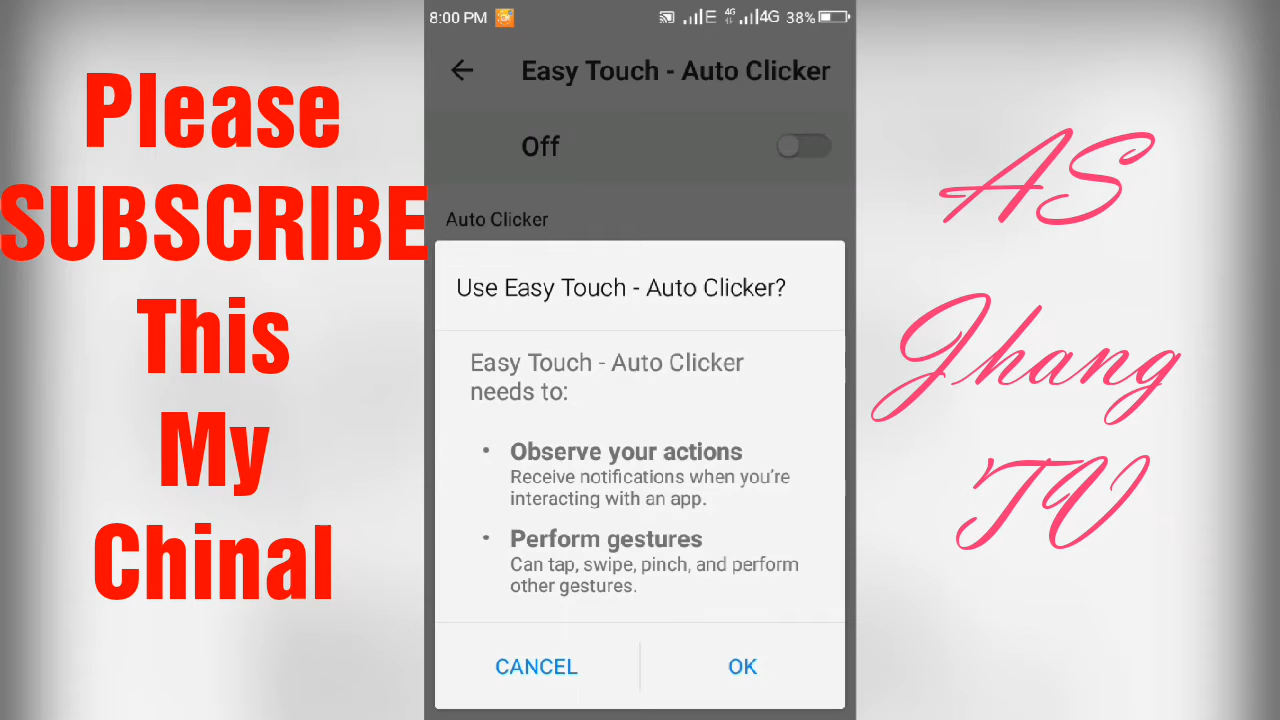 Please
SUBSCRIBE
This
My
Chinal
8:00 PM E 4G 4G 38%
Easy Touch - Auto Clicker
Off
Auto Clicker
Use Easy Touch - Auto Clicker?
Easy Touch - Auto Clicker
needs to:
• Observe your actions
Receive notifications when you're
interacting with an app.
• Perform gestures
Can tap, swipe, pinch, and perform
other gestures.
CANCEL OK
AS
Jhang
TV